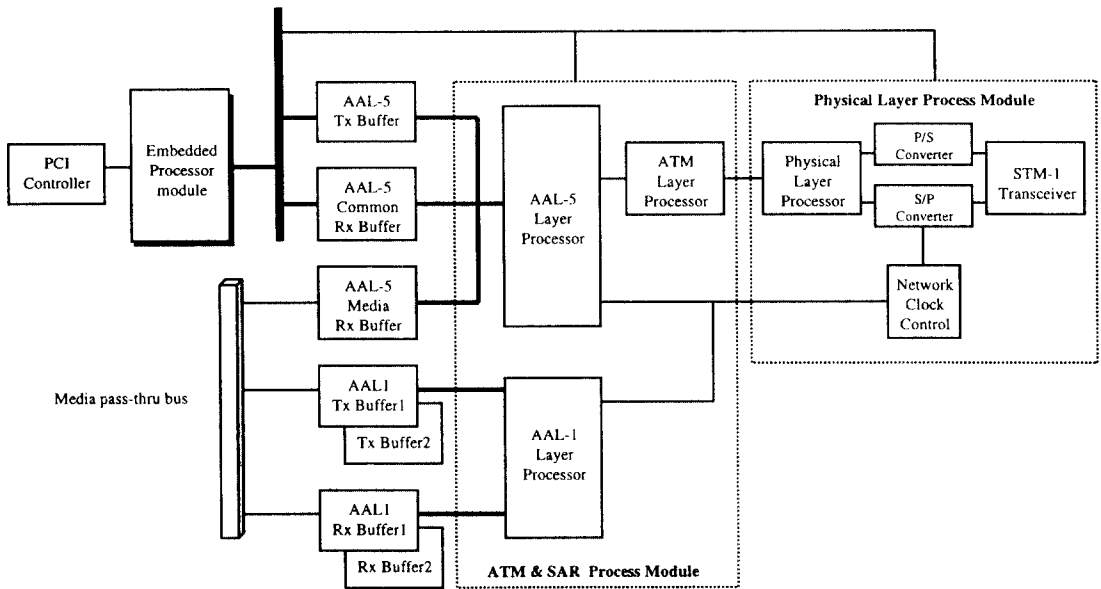 PCI
Controller
Embedded
Processor
module
AAL-5
Tx Buffer
AAL-5
Common
Rx Buffer
AAL-5
Media
Rx Buffer
Media pass-thru bus
AAL1
Tx Buffer1
Tx Buffer2
AAL1
Rx Buffer1
Rx Buffer2
AAL-5
Layer
Processor
AAL-1
Layer
Processor
ATM
Layer
Processor
ATM & SAR Process Module
Physical Layer Process Module
Physical
Layer
Processor
P/S
Converter
S/P
Converter
STM-1
Transceiver
Network
Clock
Control